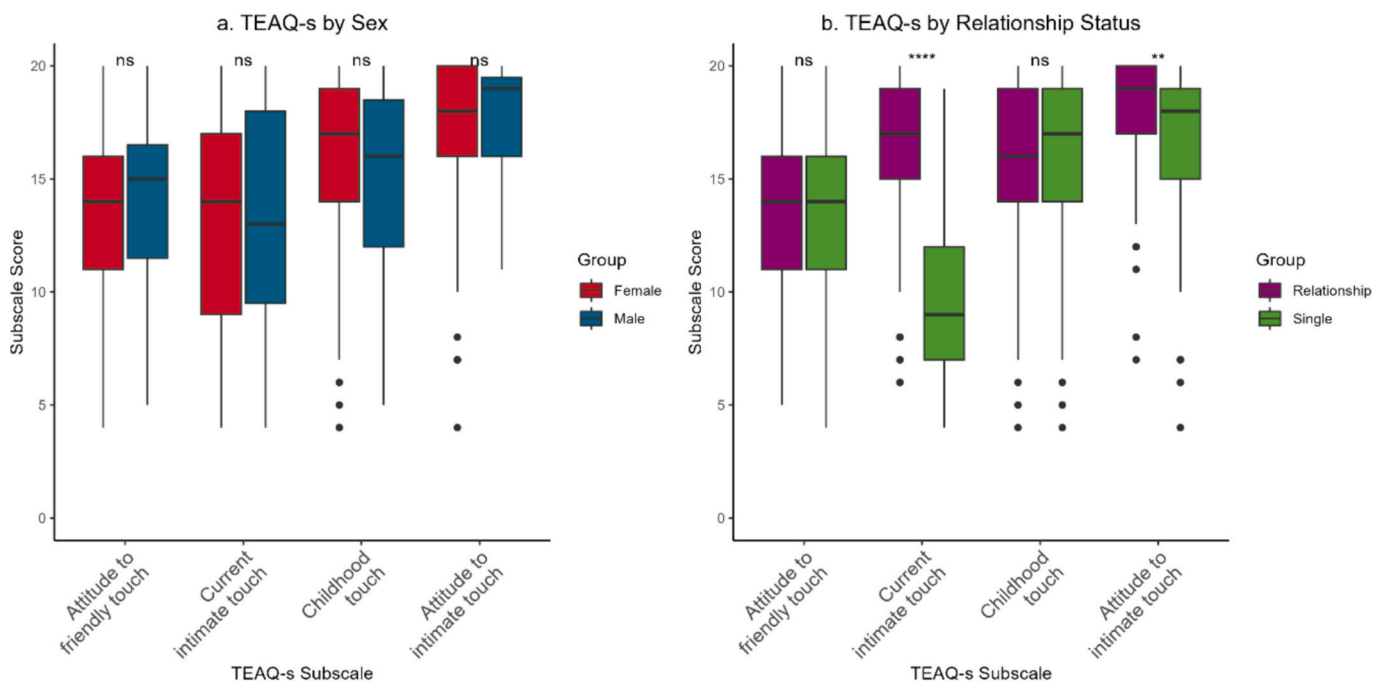 a. TEAQ-s by Sex
ns
ns
ns
ns
20
15
10
5
0
Subscale Score
Attitude to
friendly touch
Current
intimate touch
Childhood
touch
Attitude to
intimate touch
TEAQ-s Subscale
Group
Female
Male
b. TEAQ-s by Relationship Status
ns
****
ns
**
20
15
10
5
0
Subscale Score
Attitude to
friendly touch
Current
intimate touch
Childhood
touch
Attitude to
intimate touch
TEAQ-s Subscale
Group
Relationship
Single